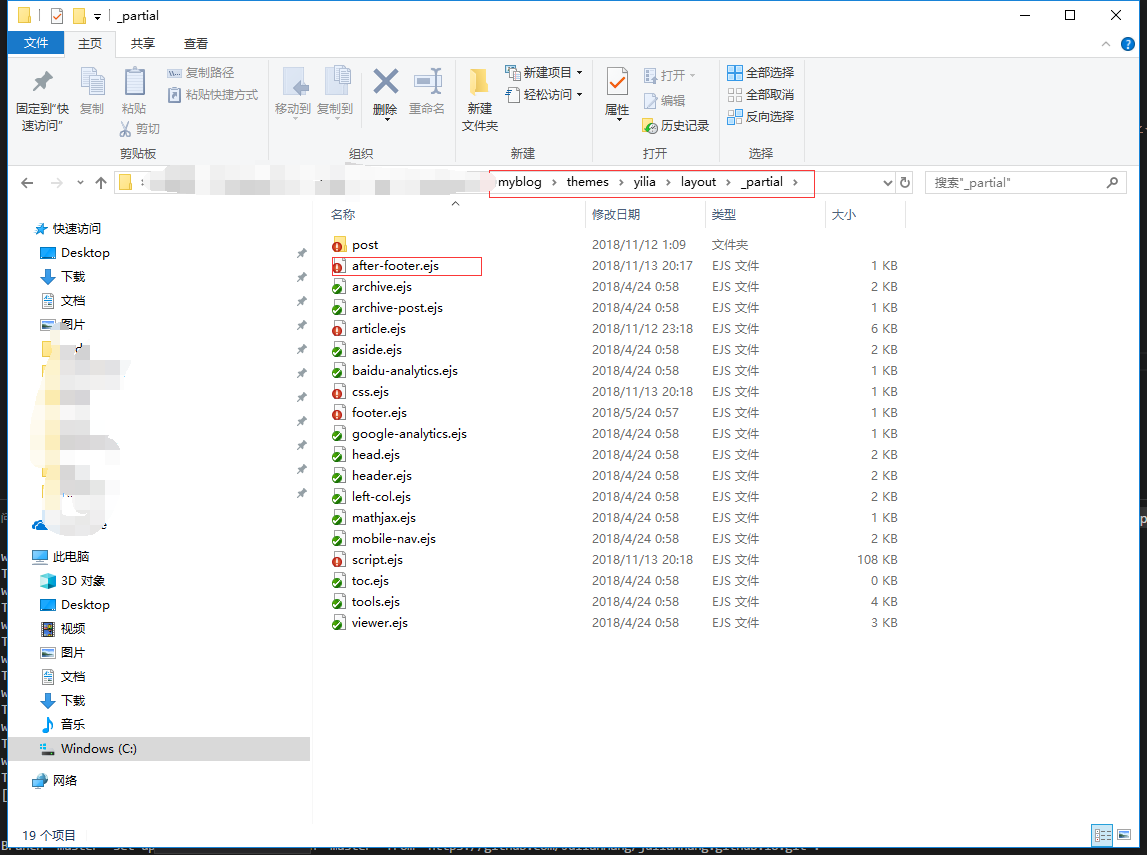 _partial
文件 主页 共享 查看
固定到"快速访问" 复制 粘贴 复制路径 粘贴快捷方式 剪切
移动到 复制到 删除 重命名
新建文件夹 新建项目 轻松访问
属性 打开 编辑 历史记录
全部选择 全部取消 反向选择
剪贴板 组织 新建 打开 选择
myblog › themes › yilia › layout › _partial ›
搜索"_partial"
快速访问
Desktop
下载
文档
图片
此电脑
3D 对象
Desktop
视频
图片
文档
下载
音乐
Windows (C:)
网络
名称 修改日期 类型 大小
post 2018/11/12 1:09 文件夹
after-footer.ejs 2018/11/13 20:17 EJS 文件 1 KB
archive.ejs 2018/4/24 0:58 EJS 文件 2 KB
archive-post.ejs 2018/4/24 0:58 EJS 文件 1 KB
article.ejs 2018/11/12 23:18 EJS 文件 6 KB
aside.ejs 2018/4/24 0:58 EJS 文件 2 KB
baidu-analytics.ejs 2018/4/24 0:58 EJS 文件 1 KB
css.ejs 2018/11/13 20:18 EJS 文件 1 KB
footer.ejs 2018/5/24 0:57 EJS 文件 1 KB
google-analytics.ejs 2018/4/24 0:58 EJS 文件 1 KB
head.ejs 2018/4/24 0:58 EJS 文件 2 KB
header.ejs 2018/4/24 0:58 EJS 文件 2 KB
left-col.ejs 2018/4/24 0:58 EJS 文件 2 KB
mathjax.ejs 2018/4/24 0:58 EJS 文件 1 KB
mobile-nav.ejs 2018/4/24 0:58 EJS 文件 2 KB
script.ejs 2018/11/13 20:18 EJS 文件 108 KB
toc.ejs 2018/4/24 0:58 EJS 文件 0 KB
tools.ejs 2018/4/24 0:58 EJS 文件 4 KB
viewer.ejs 2018/4/24 0:58 EJS 文件 3 KB
19 个项目